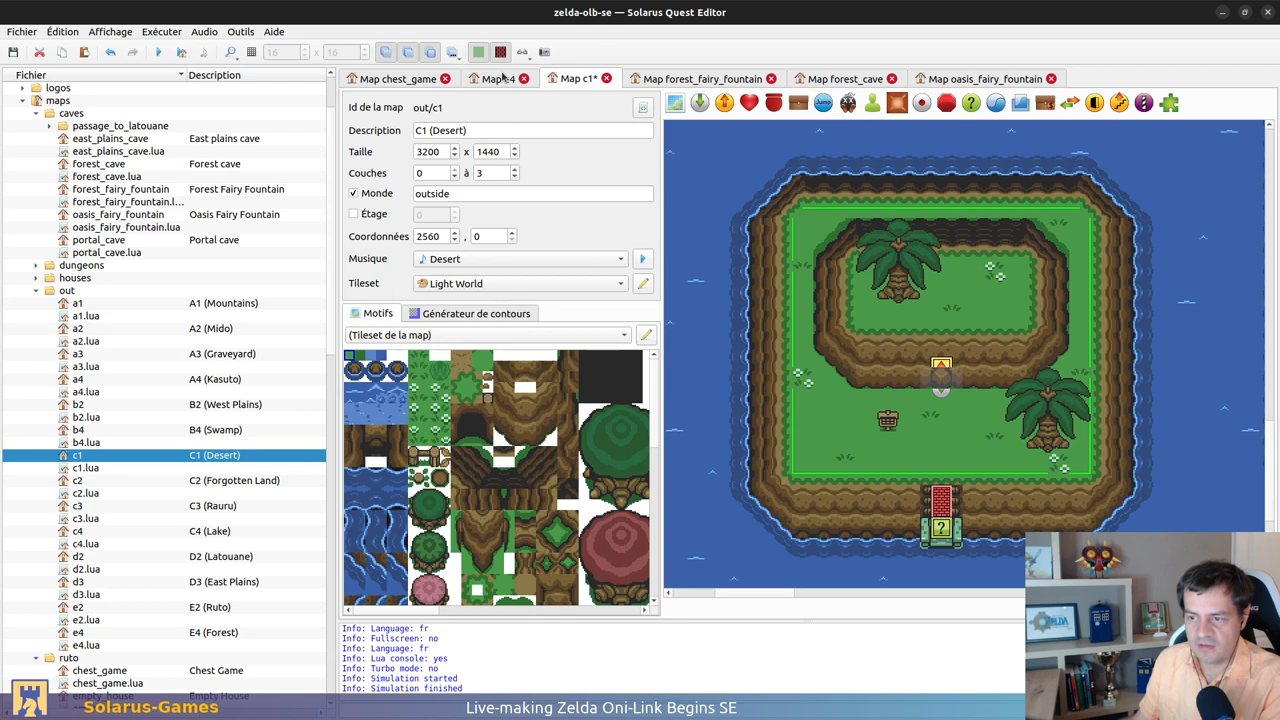 zelda-olb-se — Solarus Quest Editor
Fichier Édition Affichage Exécuter Audio Outils Aide
16 x 16
Fichier Description
logos
maps
caves
passage_to_latouane
east_plains_cave East plains cave
east_plains_cave.lua
forest_cave Forest cave
forest_cave.lua
forest_fairy_fountain Forest Fairy Fountain
forest_fairy_fountain.l...
oasis_fairy_fountain Oasis Fairy Fountain
oasis_fairy_fountain.lua
portal_cave Portal cave
portal_cave.lua
dungeons
houses
out
a1 A1 (Mountains)
a1.lua
a2 A2 (Mido)
a2.lua
a3 A3 (Graveyard)
a3.lua
a4 A4 (Kasuto)
a4.lua
b2 B2 (West Plains)
b2.lua
b4 B4 (Swamp)
b4.lua
c1 C1 (Desert)
c1.lua
c2 C2 (Forgotten Land)
c2.lua
c3 C3 (Rauru)
c3.lua
c4 C4 (Lake)
c4.lua
d2 D2 (Latouane)
d2.lua
d3 D3 (East Plains)
d3.lua
e2 E2 (Ruto)
e2.lua
e4 E4 (Forest)
e4.lua
ruto
chest_game Chest Game
chest_game.lua
empty_house Empty House
Map chest_game Map c1* Map forest_fairy_fountain Map forest_cave Map oasis_fairy_fountain
Id de la map out/c1
Description C1 (Desert)
Taille 3200 x 1440
Couches 0 à 3
Monde outside
Étage 0
Coordonnées 2560 , 0
Musique Desert
Tileset Light World
Motifs Générateur de contours
(Tileset de la map)
Jump
?
?
Info: Language: fr
Info: Fullscreen: no
Info: Language: fr
Info: Lua console: yes
Info: Turbo mode: no
Info: Simulation started
Info: Simulation finished
Solarus-Games
Live-making Zelda Oni-Link Begins SE